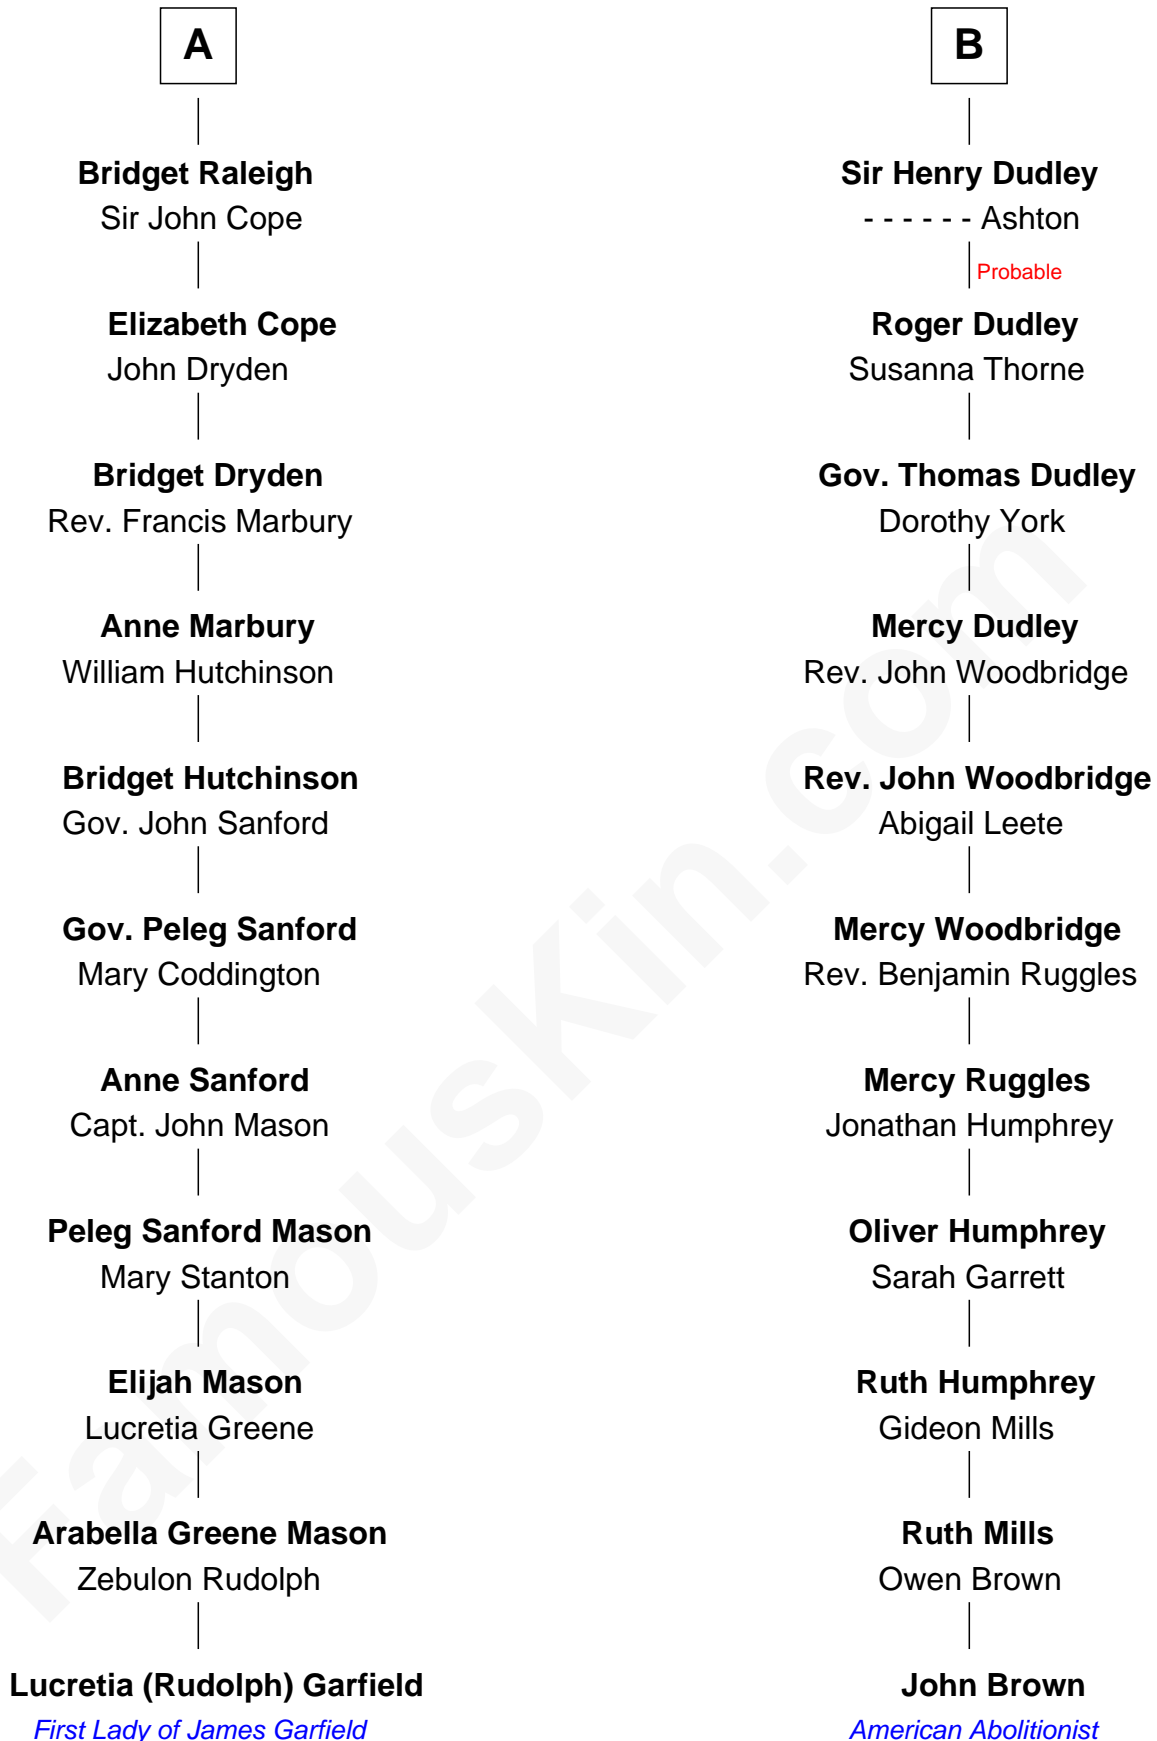 A
Bridget Raleigh
Sir John Cope
Elizabeth Cope
John Dryden
Bridget Dryden
Rev. Francis Marbury
Anne Marbury
William Hutchinson
Bridget Hutchinson
Gov. John Sanford
Gov. Peleg Sanford
Mary Coddington
Anne Sanford
Capt. John Mason
Peleg Sanford Mason
Mary Stanton
Elijah Mason
Lucretia Greene
Arabella Greene Mason
Zebulon Rudolph
Lucretia (Rudolph) Garfield
First Lady of James Garfield
B
Sir Henry Dudley
- - - - - - Ashton
Probable
Roger Dudley
Susanna Thorne
Gov. Thomas Dudley
Dorothy York
Mercy Dudley
Rev. John Woodbridge
Rev. John Woodbridge
Abigail Leete
Mercy Woodbridge
Rev. Benjamin Ruggles
Mercy Ruggles
Jonathan Humphrey
Oliver Humphrey
Sarah Garrett
Ruth Humphrey
Gideon Mills
Ruth Mills
Owen Brown
John Brown
American Abolitionist
FamousKin.com